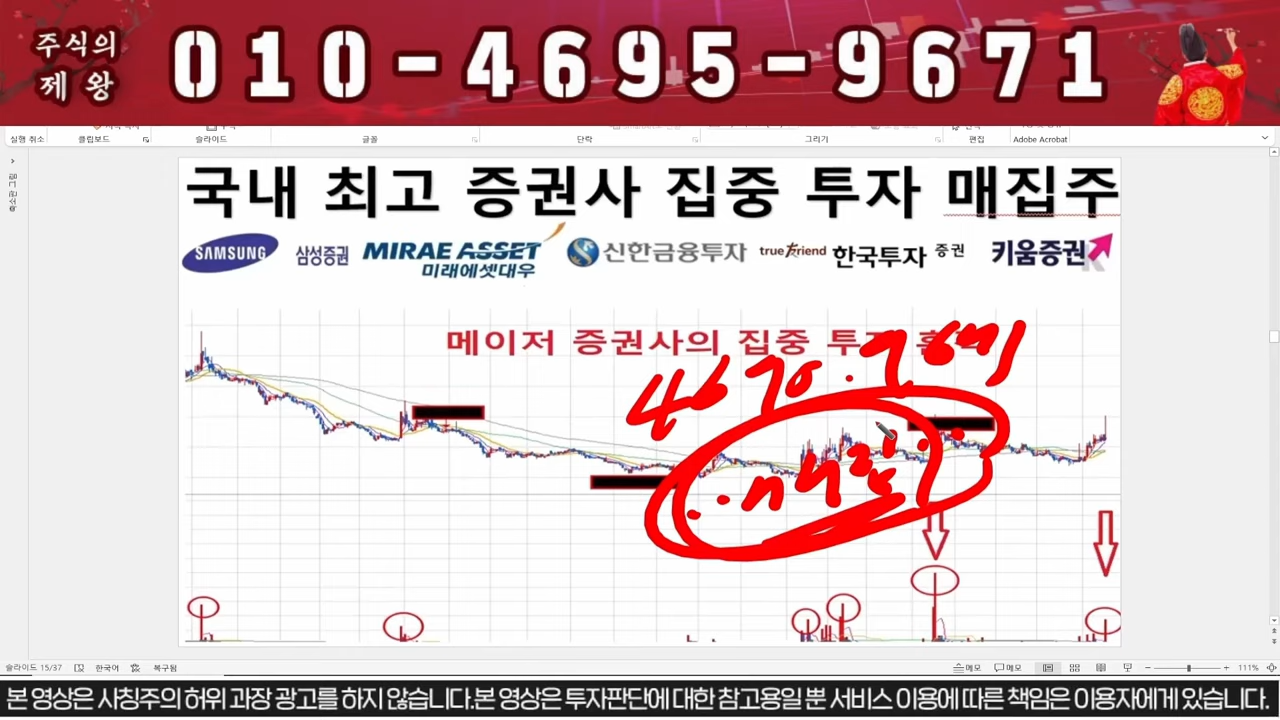 주식의
제 왕
010-4695-9671
실행 취소 클립보드 슬라이드 글꼴 단락 그리기 편집 Adobe Acrobat
국내 최고 증권사 집중 투자 매집주
SAMSUNG 삼성증권 MIRAE ASSET 미래에셋대우 신한금융투자 true friend 한국투자 증권 키움증권
메이저 증권사의 집중 투자
슬라이드 15/37 한국어 복구됨 메모 메모 111%
본 영상은 사칭주의 허위 과장 광고를 하지 않습니다.본 영상은 투자판단에 대한 참고용일 뿐 서비스 이용에 따른 책임은 이용자에게 있습니다.